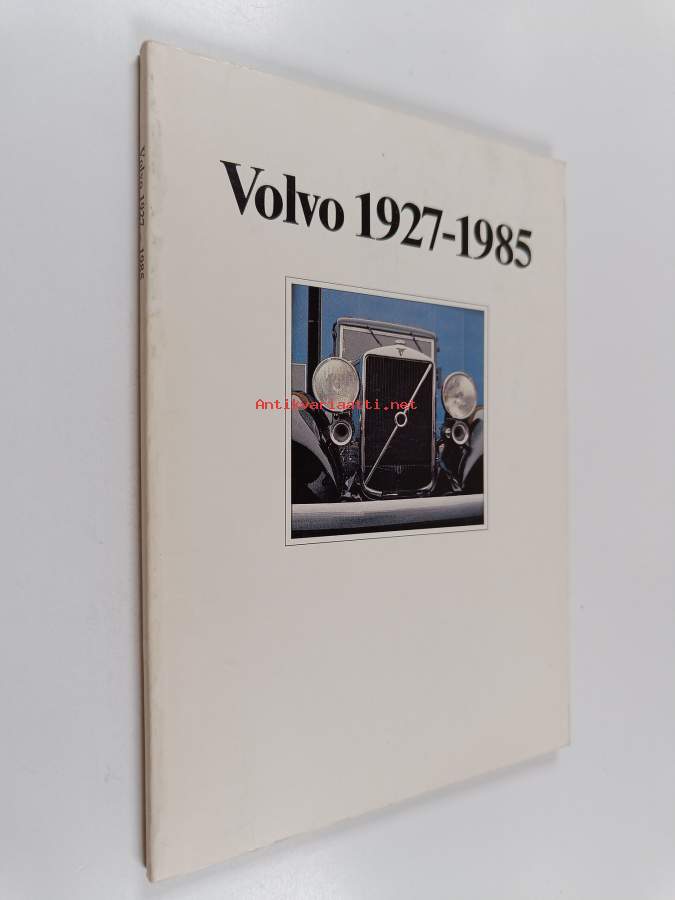 Volvo 1927-1985
Volvo 1927 - 1985
Antikvariaatti.net